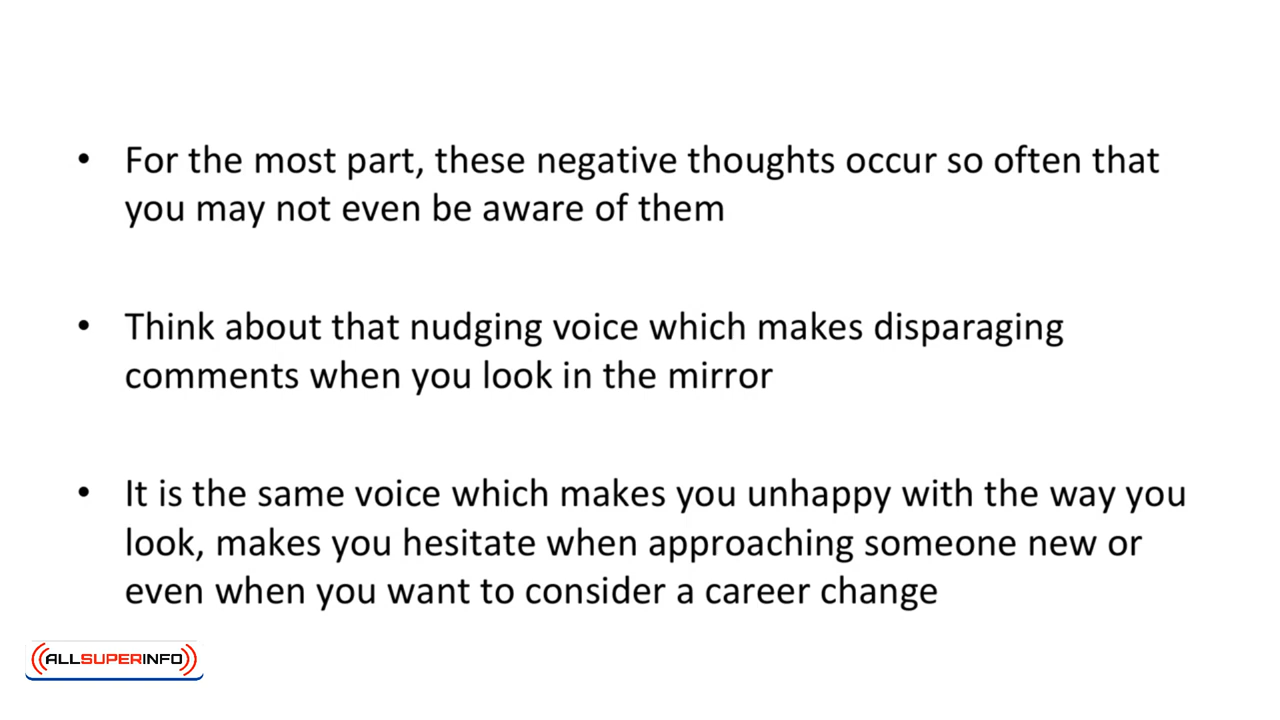 • For the most part, these negative thoughts occur so often that
you may not even be aware of them
• Think about that nudging voice which makes disparaging
comments when you look in the mirror
• It is the same voice which makes you unhappy with the way you
look, makes you hesitate when approaching someone new or
even when you want to consider a career change
ALLSUPERINFO